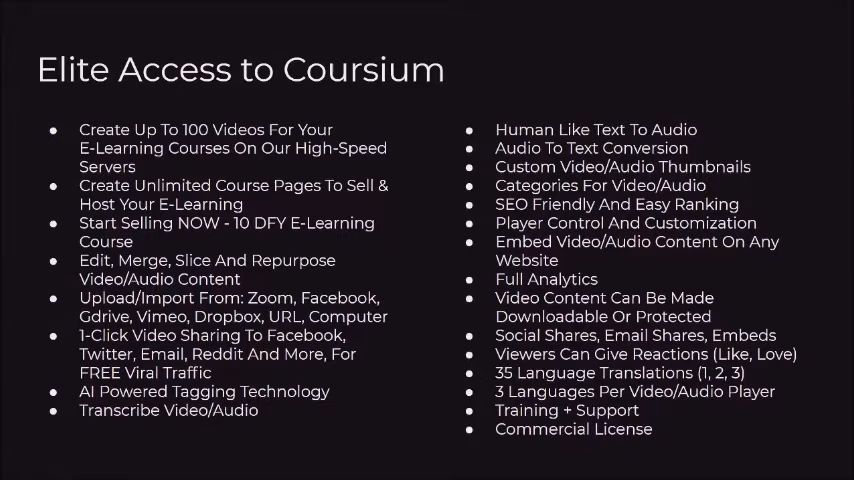 Elite Access to Coursium
● Create Up To 100 Videos For Your
E-Learning Courses On Our High-Speed
Servers
● Create Unlimited Course Pages To Sell &
Host Your E-Learning
● Start Selling NOW - 10 DFY E-Learning
Course
● Edit, Merge, Slice And Repurpose
Video/Audio Content
● Upload/Import From: Zoom, Facebook,
Gdrive, Vimeo, Dropbox, URL, Computer
● 1-Click Video Sharing To Facebook,
Twitter, Email, Reddit And More, For
FREE Viral Traffic
● AI Powered Tagging Technology
● Transcribe Video/Audio
● Human Like Text To Audio
● Audio To Text Conversion
● Custom Video/Audio Thumbnails
● Categories For Video/Audio
● SEO Friendly And Easy Ranking
● Player Control And Customization
● Embed Video/Audio Content On Any
Website
● Full Analytics
● Video Content Can Be Made
Downloadable Or Protected
● Social Shares, Email Shares, Embeds
● Viewers Can Give Reactions (Like, Love)
● 35 Language Translations (1, 2, 3)
● 3 Languages Per Video/Audio Player
● Training + Support
● Commercial License